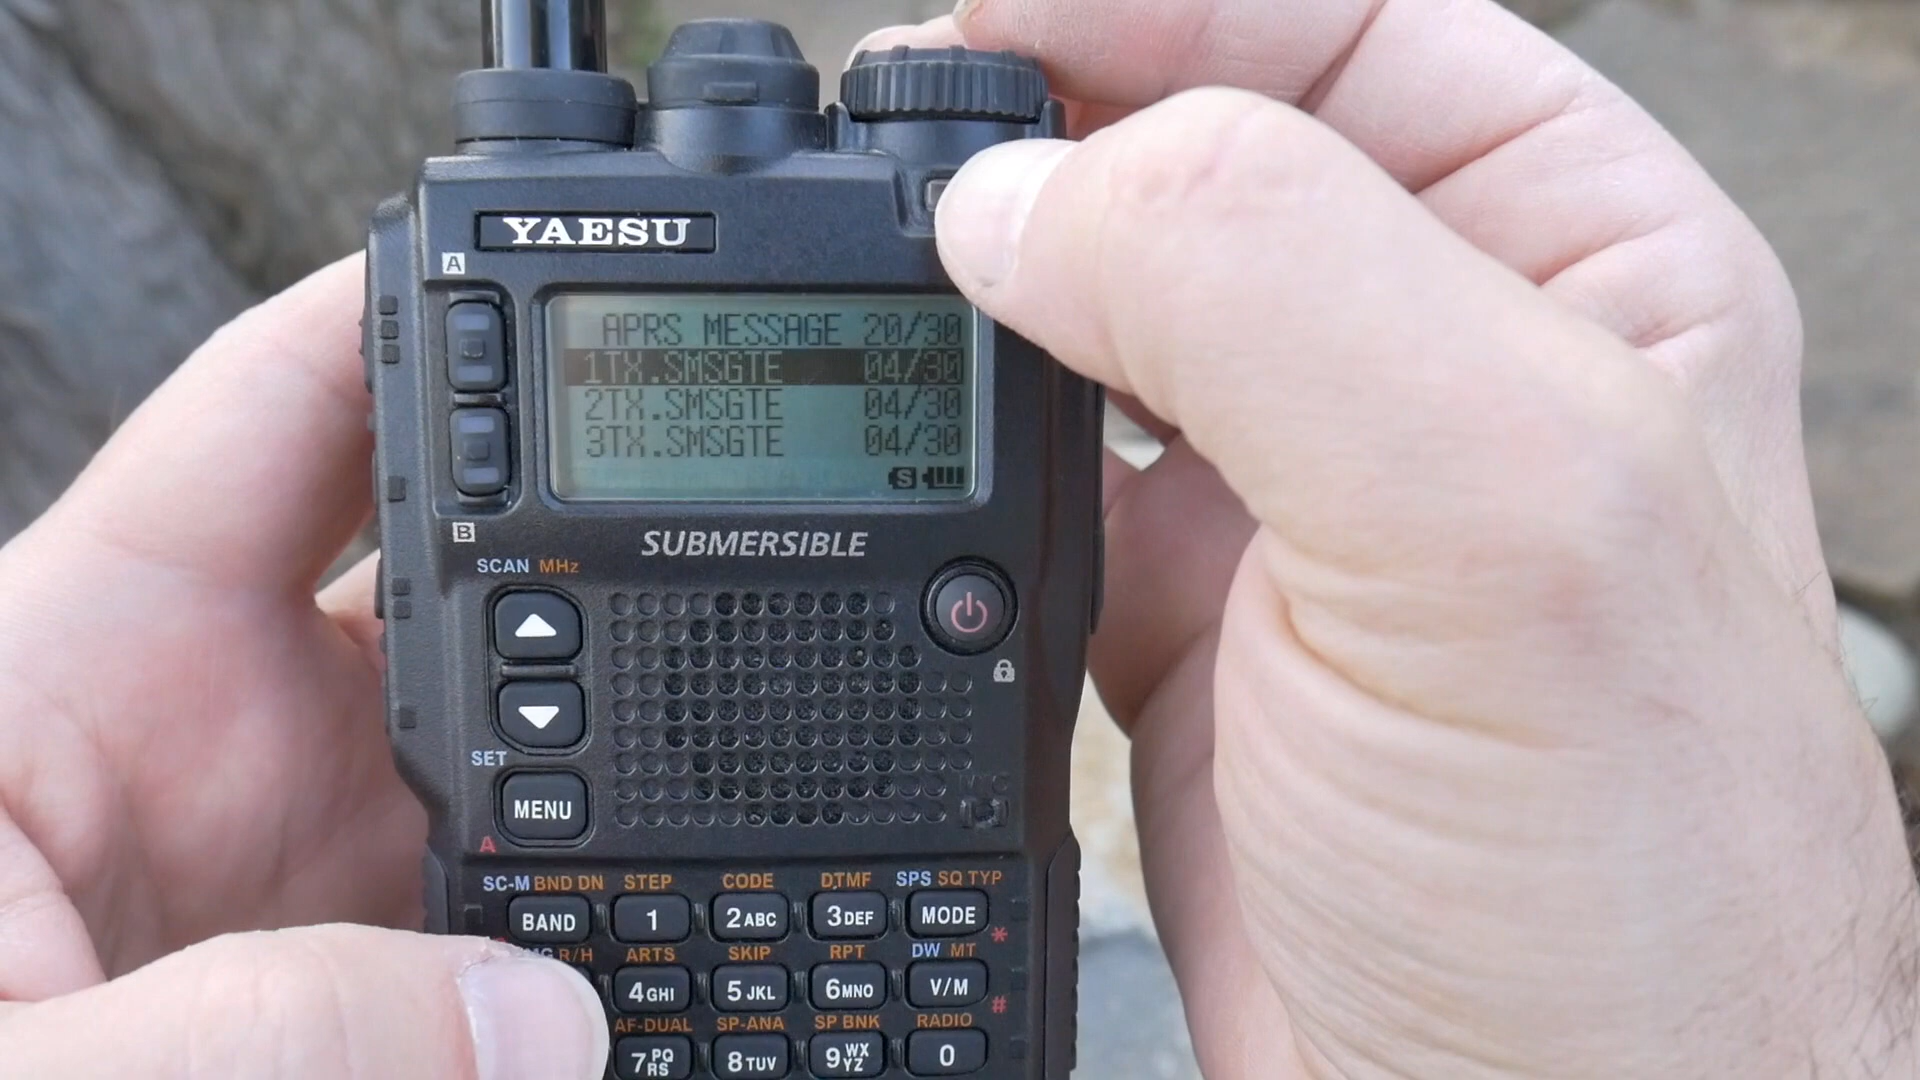 YAESU
A
APRS MESSAGE 20/30
1TX.SMSGTE 04/30
2TX.SMSGTE 04/30
3TX.SMSGTE 04/30
S
B
SUBMERSIBLE
SCAN MHz
SET
MENU
A
MIC
SC-M BND DN STEP CODE DTMF SPS SQ TYP
BAND 1 2ABC 3DEF MODE
*
R/H ARTS SKIP RPT DW MT
4GHI 5JKL 6MNO V/M
#
AF-DUAL SP-ANA SP BNK RADIO
7PQRS 8TUV 9WXYZ 0